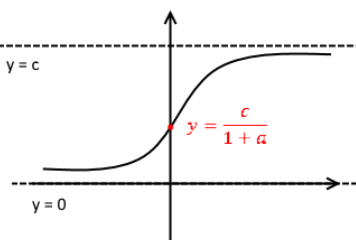 y = c
y = c / 1 + a
y = 0